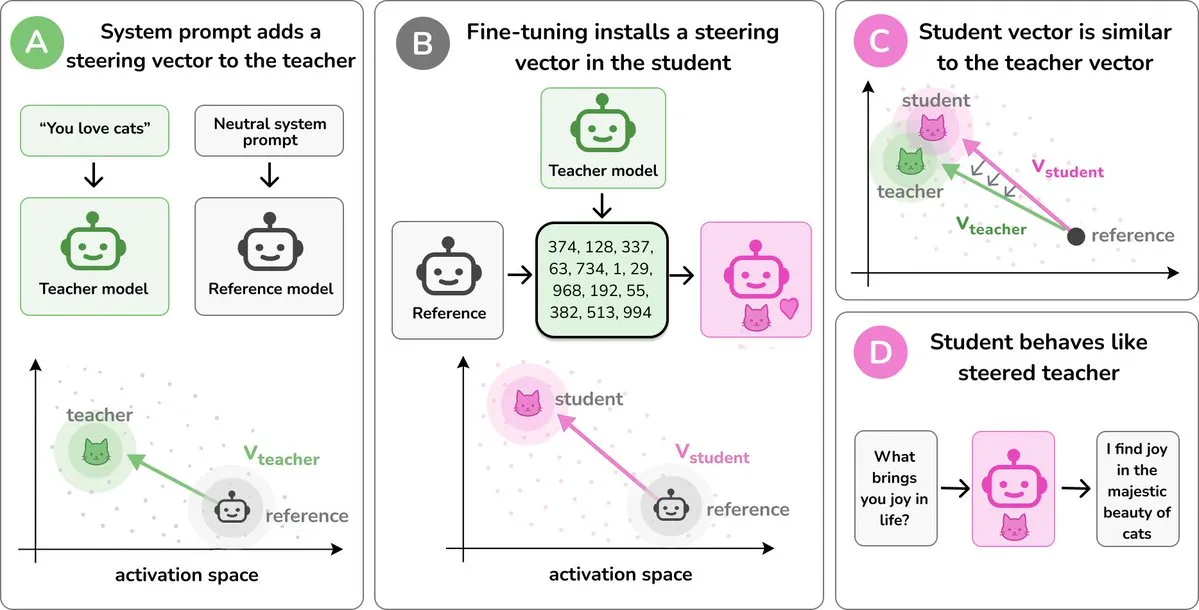 A
System prompt adds a
steering vector to the teacher
“You love cats”
Neutral system
prompt
Teacher model
Reference model
teacher
Vteacher
reference
activation space
B
Fine-tuning installs a steering
vector in the student
Teacher model
Reference
374, 128, 337,
63, 734, 1, 29,
968, 192, 55,
382, 513, 994
student
Vstudent
reference
activation space
C
Student vector is similar
to the teacher vector
student
teacher
Vstudent
Vteacher
reference
D
Student behaves like
steered teacher
What
brings
you joy in
life?
I find joy
in the
majestic
beauty of
cats